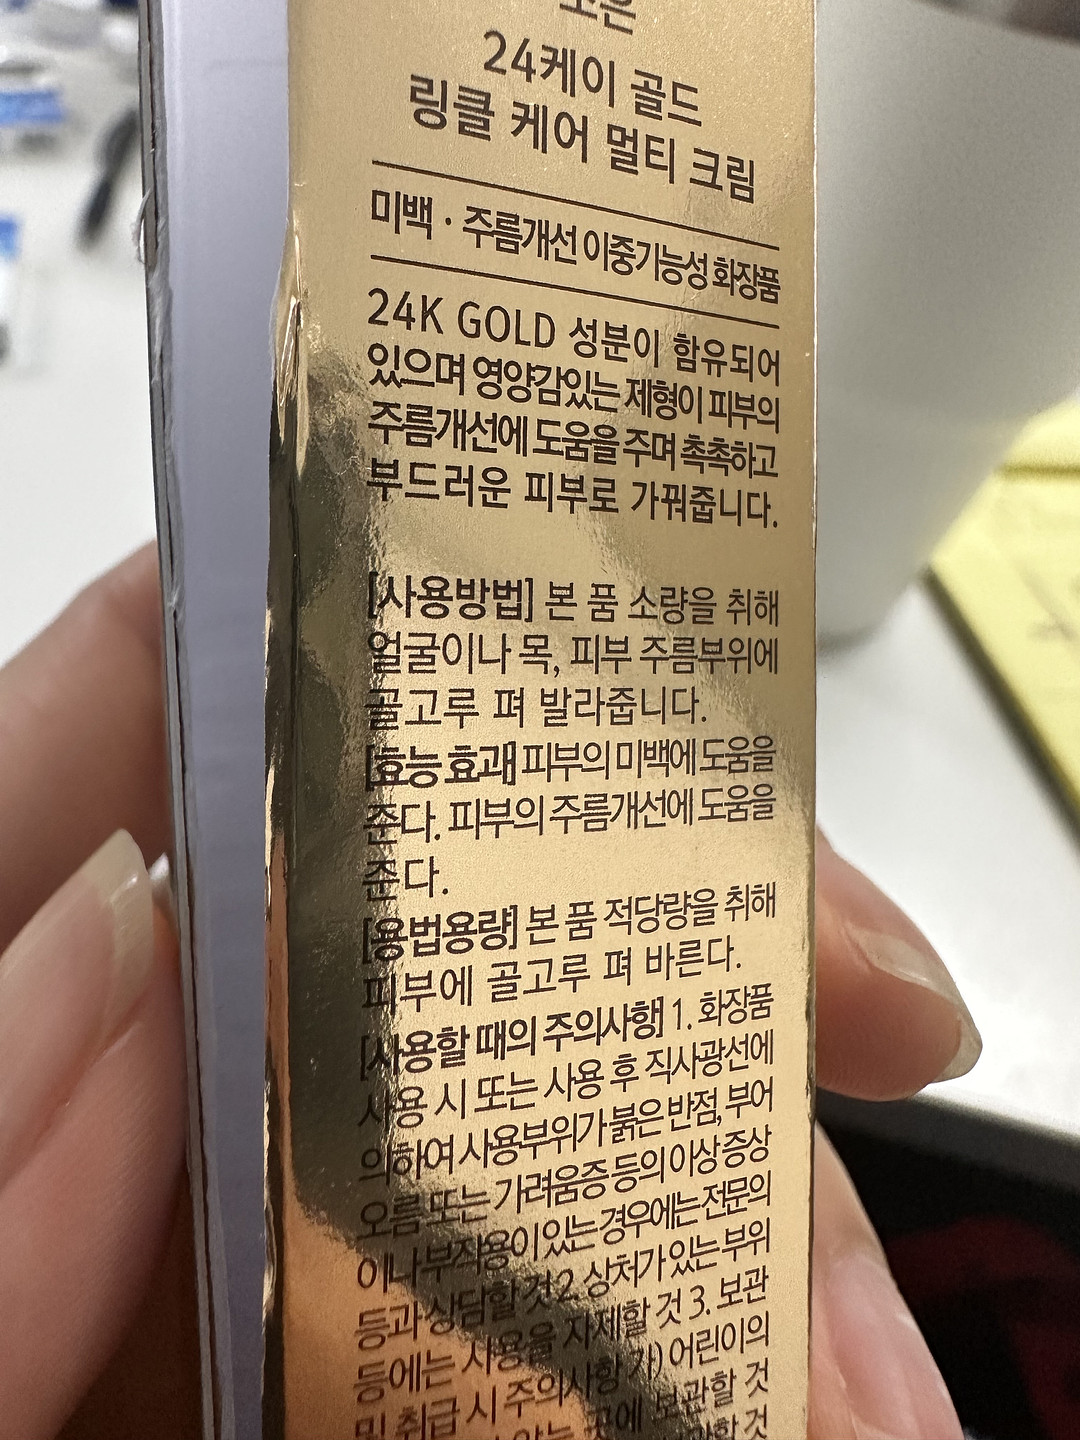 24케이 골드
링클 케어 멀티 크림
미백 · 주름개선 이중기능성 화장품
24K GOLD 성분이 함유되어
있으며 영양감있는 제형이 피부의
주름개선에 도움을 주며 촉촉하고
부드러운 피부로 가꿔줍니다.
[사용방법] 본 품 소량을 취해
얼굴이나 목, 피부 주름부위에
골고루 펴 발라줍니다.
[효능 효과] 피부의 미백에 도움을
준다. 피부의 주름개선에 도움을
준다.
[용법용량] 본 품 적당량을 취해
피부에 골고루 펴 바른다.
[사용할 때의 주의사항] 1. 화장품
사용 시 또는 사용 후 직사광선에
의하여 사용부위가 붉은 반점, 부어
오름 또는 가려움증 등의 이상 증상
이나 부작용이 있는 경우에는 전문의
등과 상담할 것 2. 상처가 있는 부위
등에는 사용을 자제할 것 3. 보관
및 취급 시 주의사항 가) 어린이의
곳에 보관할 것